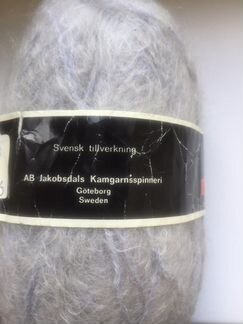 Svensk tillverkning
AB Jakobsdals Kamgarnsspinneri
Göteborg
Sweden